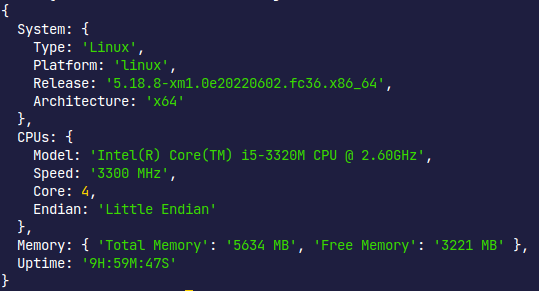 {
  System: {
    Type: 'Linux',
    Platform: 'linux',
    Release: '5.18.8-xm1.0e20220602.fc36.x86_64',
    Architecture: 'x64'
  },
  CPUs: {
    Model: 'Intel(R) Core(TM) i5-3320M CPU @ 2.60GHz',
    Speed: '3300 MHz',
    Core: 4,
    Endian: 'Little Endian'
  },
  Memory: { 'Total Memory': '5634 MB', 'Free Memory': '3221 MB' },
  Uptime: '9H:59M:47S'
}